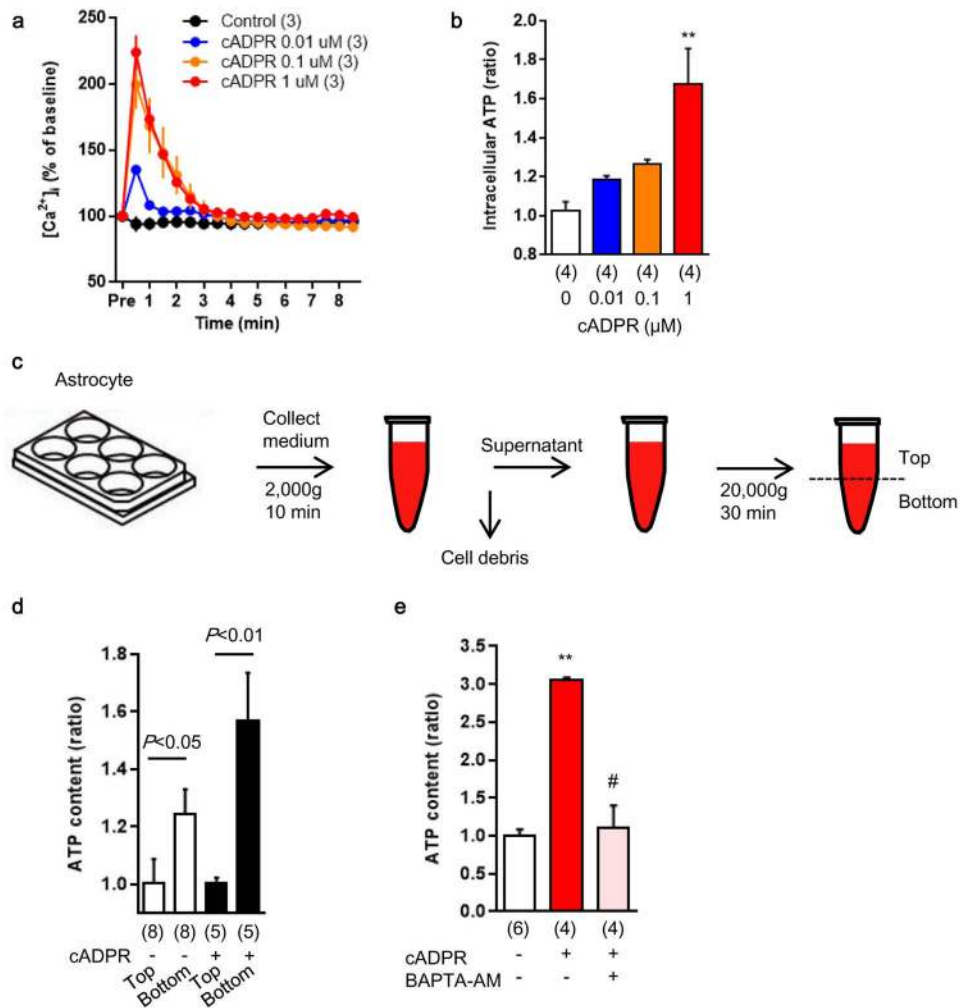 a
Control (3)
cADPR 0.01 uM (3)
cADPR 0.1 uM (3)
cADPR 1 uM (3)
[Ca²⁺]ᵢ (% of baseline)
250
200
150
100
50
Pre 1 2 3 4 5 6 7 8
Time (min)
b
**
Intracellular ATP (ratio)
1.8
1.6
1.4
1.2
1.0
0.8
(4) (4) (4) (4)
0 0.01 0.1 1
cADPR (µM)
c
Astrocyte
Collect
medium
2,000g
10 min
Supernatant
Cell debris
20,000g
30 min
Top
Bottom
d
P<0.01
P<0.05
ATP content (ratio)
1.8
1.6
1.4
1.2
1.0
(8) (8) (5) (5)
cADPR - - + +
Top Bottom Top Bottom
e
**
#
ATP content (ratio)
3.5
3.0
2.5
2.0
1.5
1.0
0.5
0.0
(6) (4) (4)
cADPR - + +
BAPTA-AM - - +